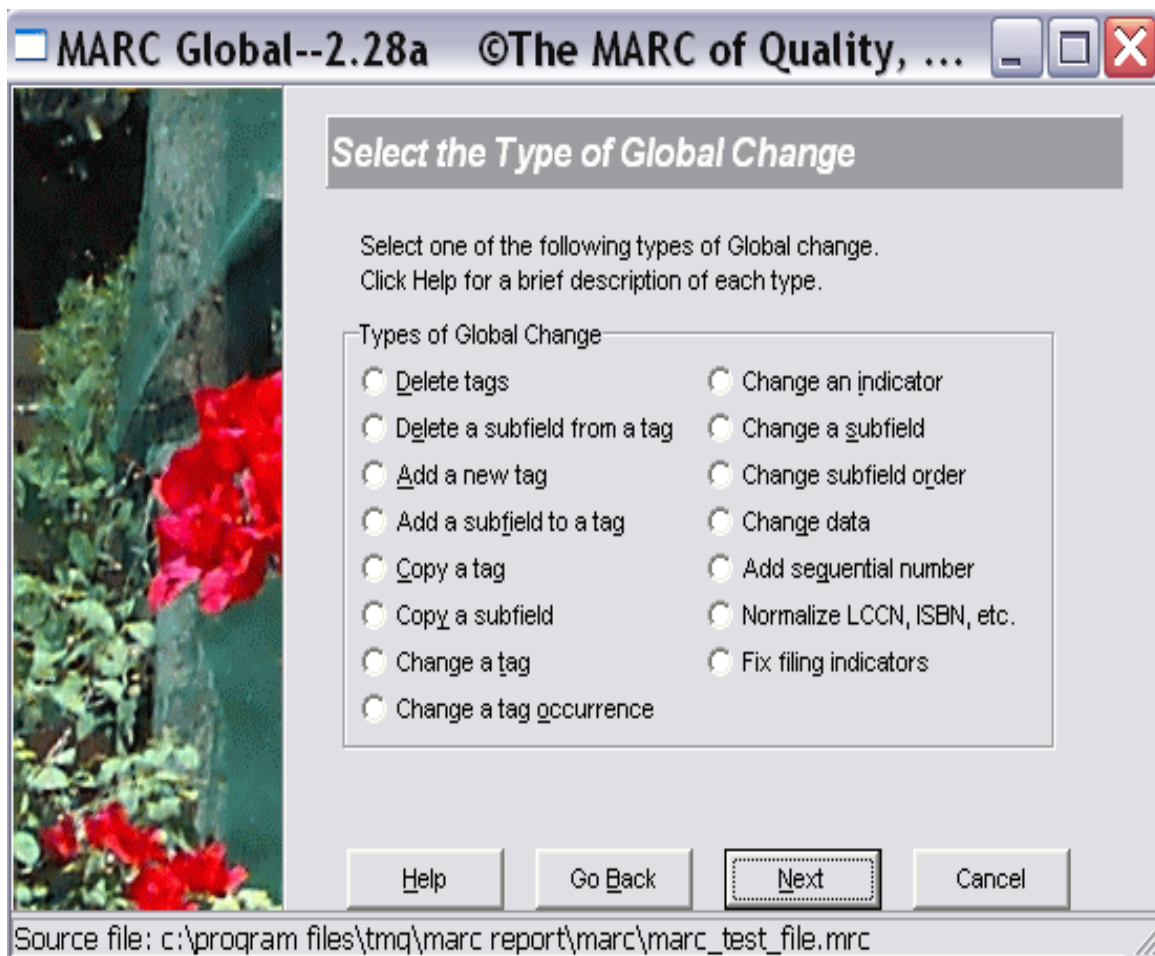 MARC Global--2.28a ©The MARC of Quality, ...
Select the Type of Global Change
Select one of the following types of Global change.
Click Help for a brief description of each type.
Types of Global Change
Delete tags
Delete a subfield from a tag
Add a new tag
Add a subfield to a tag
Copy a tag
Copy a subfield
Change a tag
Change a tag occurrence
Change an indicator
Change a subfield
Change subfield order
Change data
Add sequential number
Normalize LCCN, ISBN, etc.
Fix filing indicators
Help
Go Back
Next
Cancel
Source file: c:\program files\tmq\marc report\marc\marc_test_file.mrc